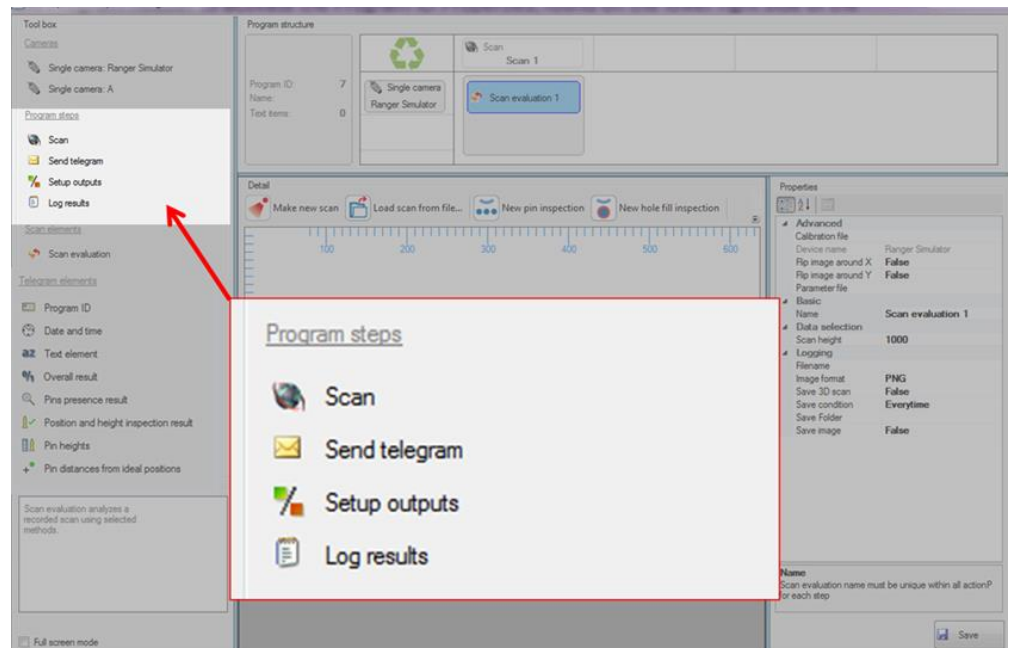 Tool box
Cameras
Single camera: Ranger Simulator
Single camera: A
Program steps
Scan
Send telegram
Setup outputs
Log results
Scan elements
Scan evaluation
Telegram elements
Program ID
Date and time
az Text element
Overall result
Pins presence result
Position and height inspection result
Pin heights
Pin distances from ideal positions
Scan evaluation analyzes a
recorded scan using selected
methods.
Full screen mode
Program structure
Program ID: 7
Name:
Text items: 0
Single camera
Ranger Simulator
Scan
Scan 1
Scan evaluation 1
Detail
Make new scan Load scan from file... New pin inspection New hole fill inspection
100 200 300 400 500 600
Program steps
Scan
Send telegram
Setup outputs
Log results
Properties
Advanced
Calibration file
Device name Ranger Simulator
Flip image around X False
Flip image around Y False
Parameter file
Basic
Name Scan evaluation 1
Data selection
Scan height 1000
Logging
Filename
Image format PNG
Save 3D scan False
Save condition Everytime
Save Folder
Save image False
Name
Scan evaluation name must be unique within all actionP
for each step
Save